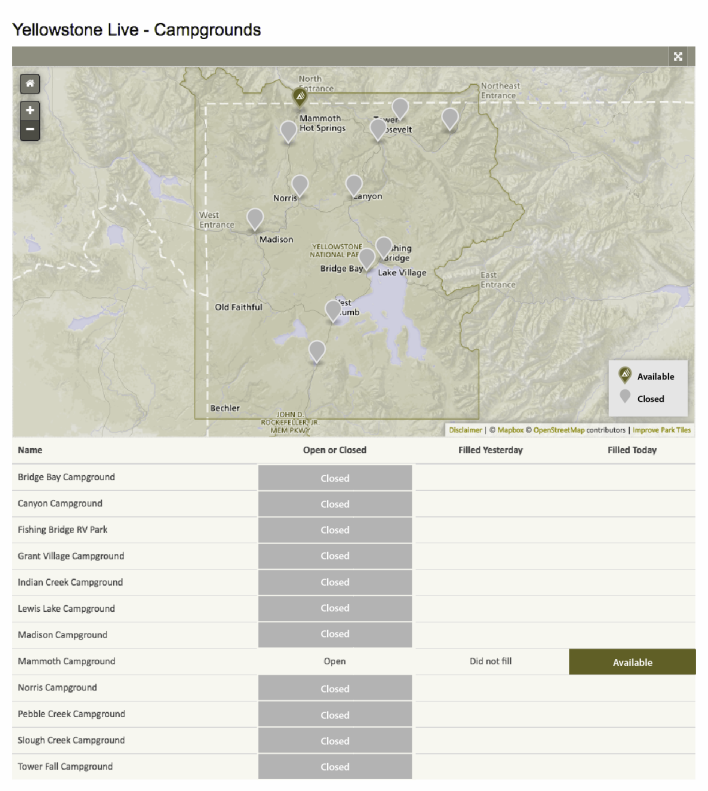 Yellowstone Live - Campgrounds
North
Entrance
Northeast
Entrance
Mammoth
Hot Springs
Tower
Roosevelt
Norris
Canyon
West
Entrance
Madison
YELLOWSTONE
NATIONAL PARK
Fishing
Bridge
Bridge Bay
Lake Village
East
Entrance
Old Faithful
West
Thumb
Bechler
JOHN D.
ROCKEFELLER, JR.
MEM PKWY
Available
Closed
Disclaimer | © Mapbox © OpenStreetMap contributors | Improve Park Tiles
Name Open or Closed Filled Yesterday Filled Today
Bridge Bay Campground Closed
Canyon Campground Closed
Fishing Bridge RV Park Closed
Grant Village Campground Closed
Indian Creek Campground Closed
Lewis Lake Campground Closed
Madison Campground Closed
Mammoth Campground Open Did not fill Available
Norris Campground Closed
Pebble Creek Campground Closed
Slough Creek Campground Closed
Tower Fall Campground Closed